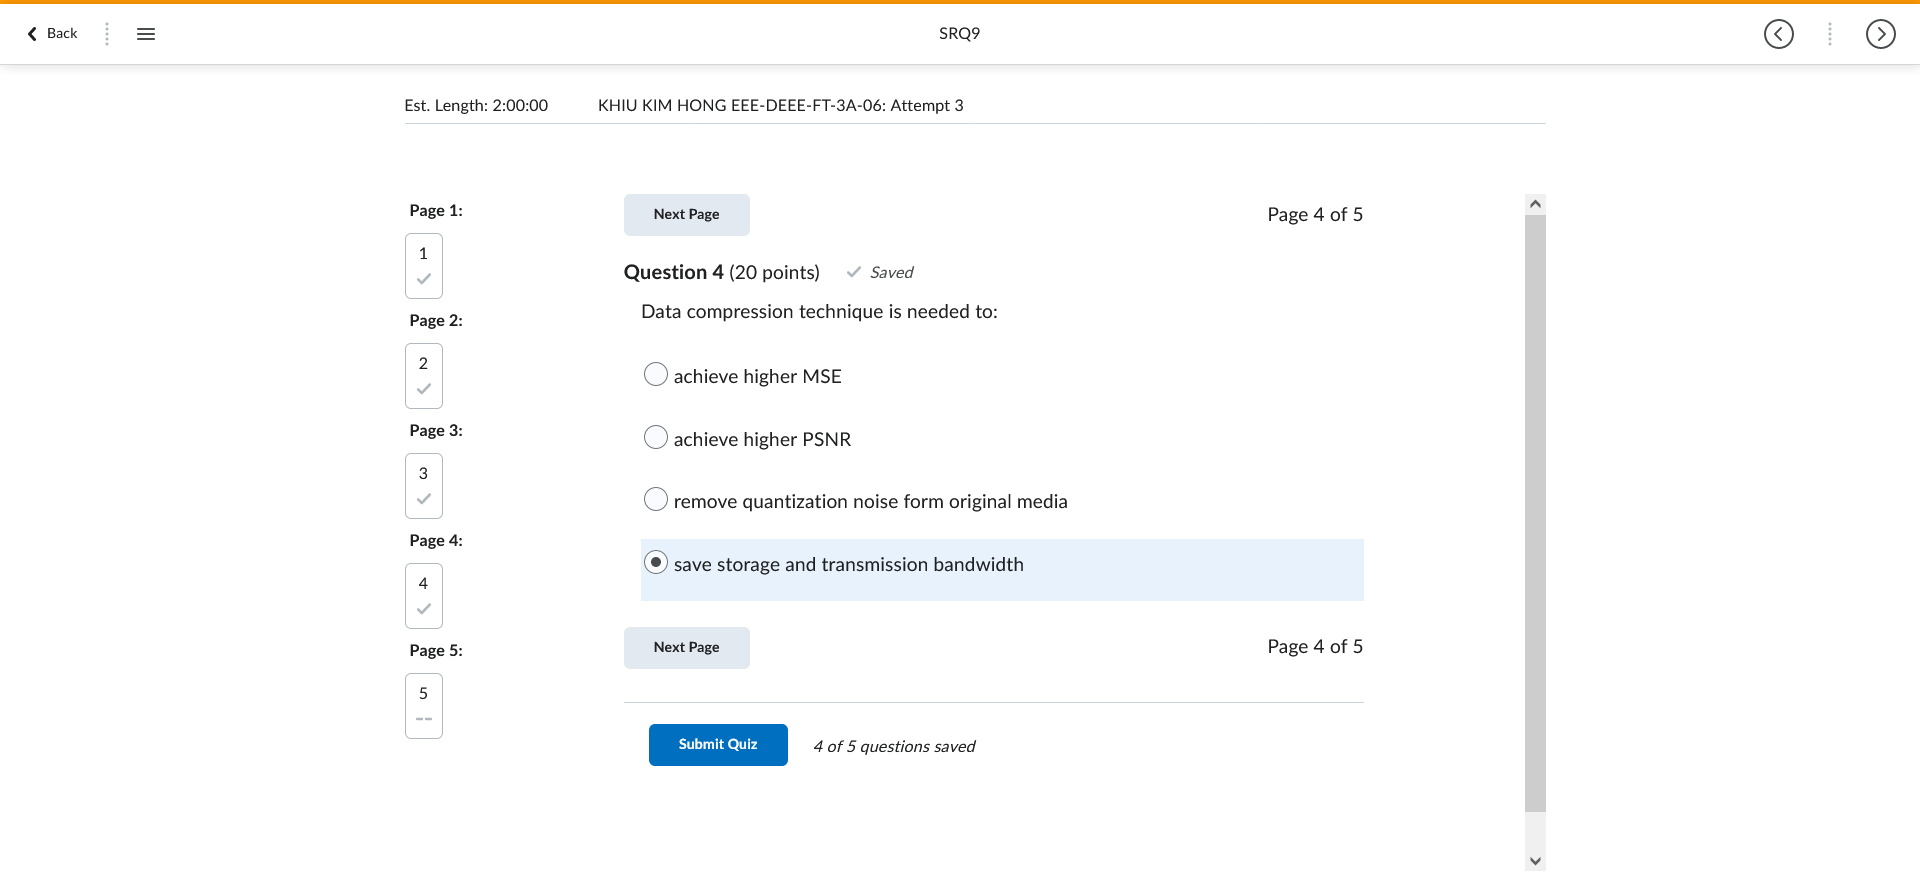 Back
SRQ9
Est. Length: 2:00:00 KHIU KIM HONG EEE-DEEE-FT-3A-06: Attempt 3
Page 1:
1
Page 2:
2
Page 3:
3
Page 4:
4
Page 5:
5
--
Next Page
Page 4 of 5
Question 4 (20 points) Saved
Data compression technique is needed to:
achieve higher MSE
achieve higher PSNR
remove quantization noise form original media
save storage and transmission bandwidth
Next Page
Page 4 of 5
Submit Quiz
4 of 5 questions saved